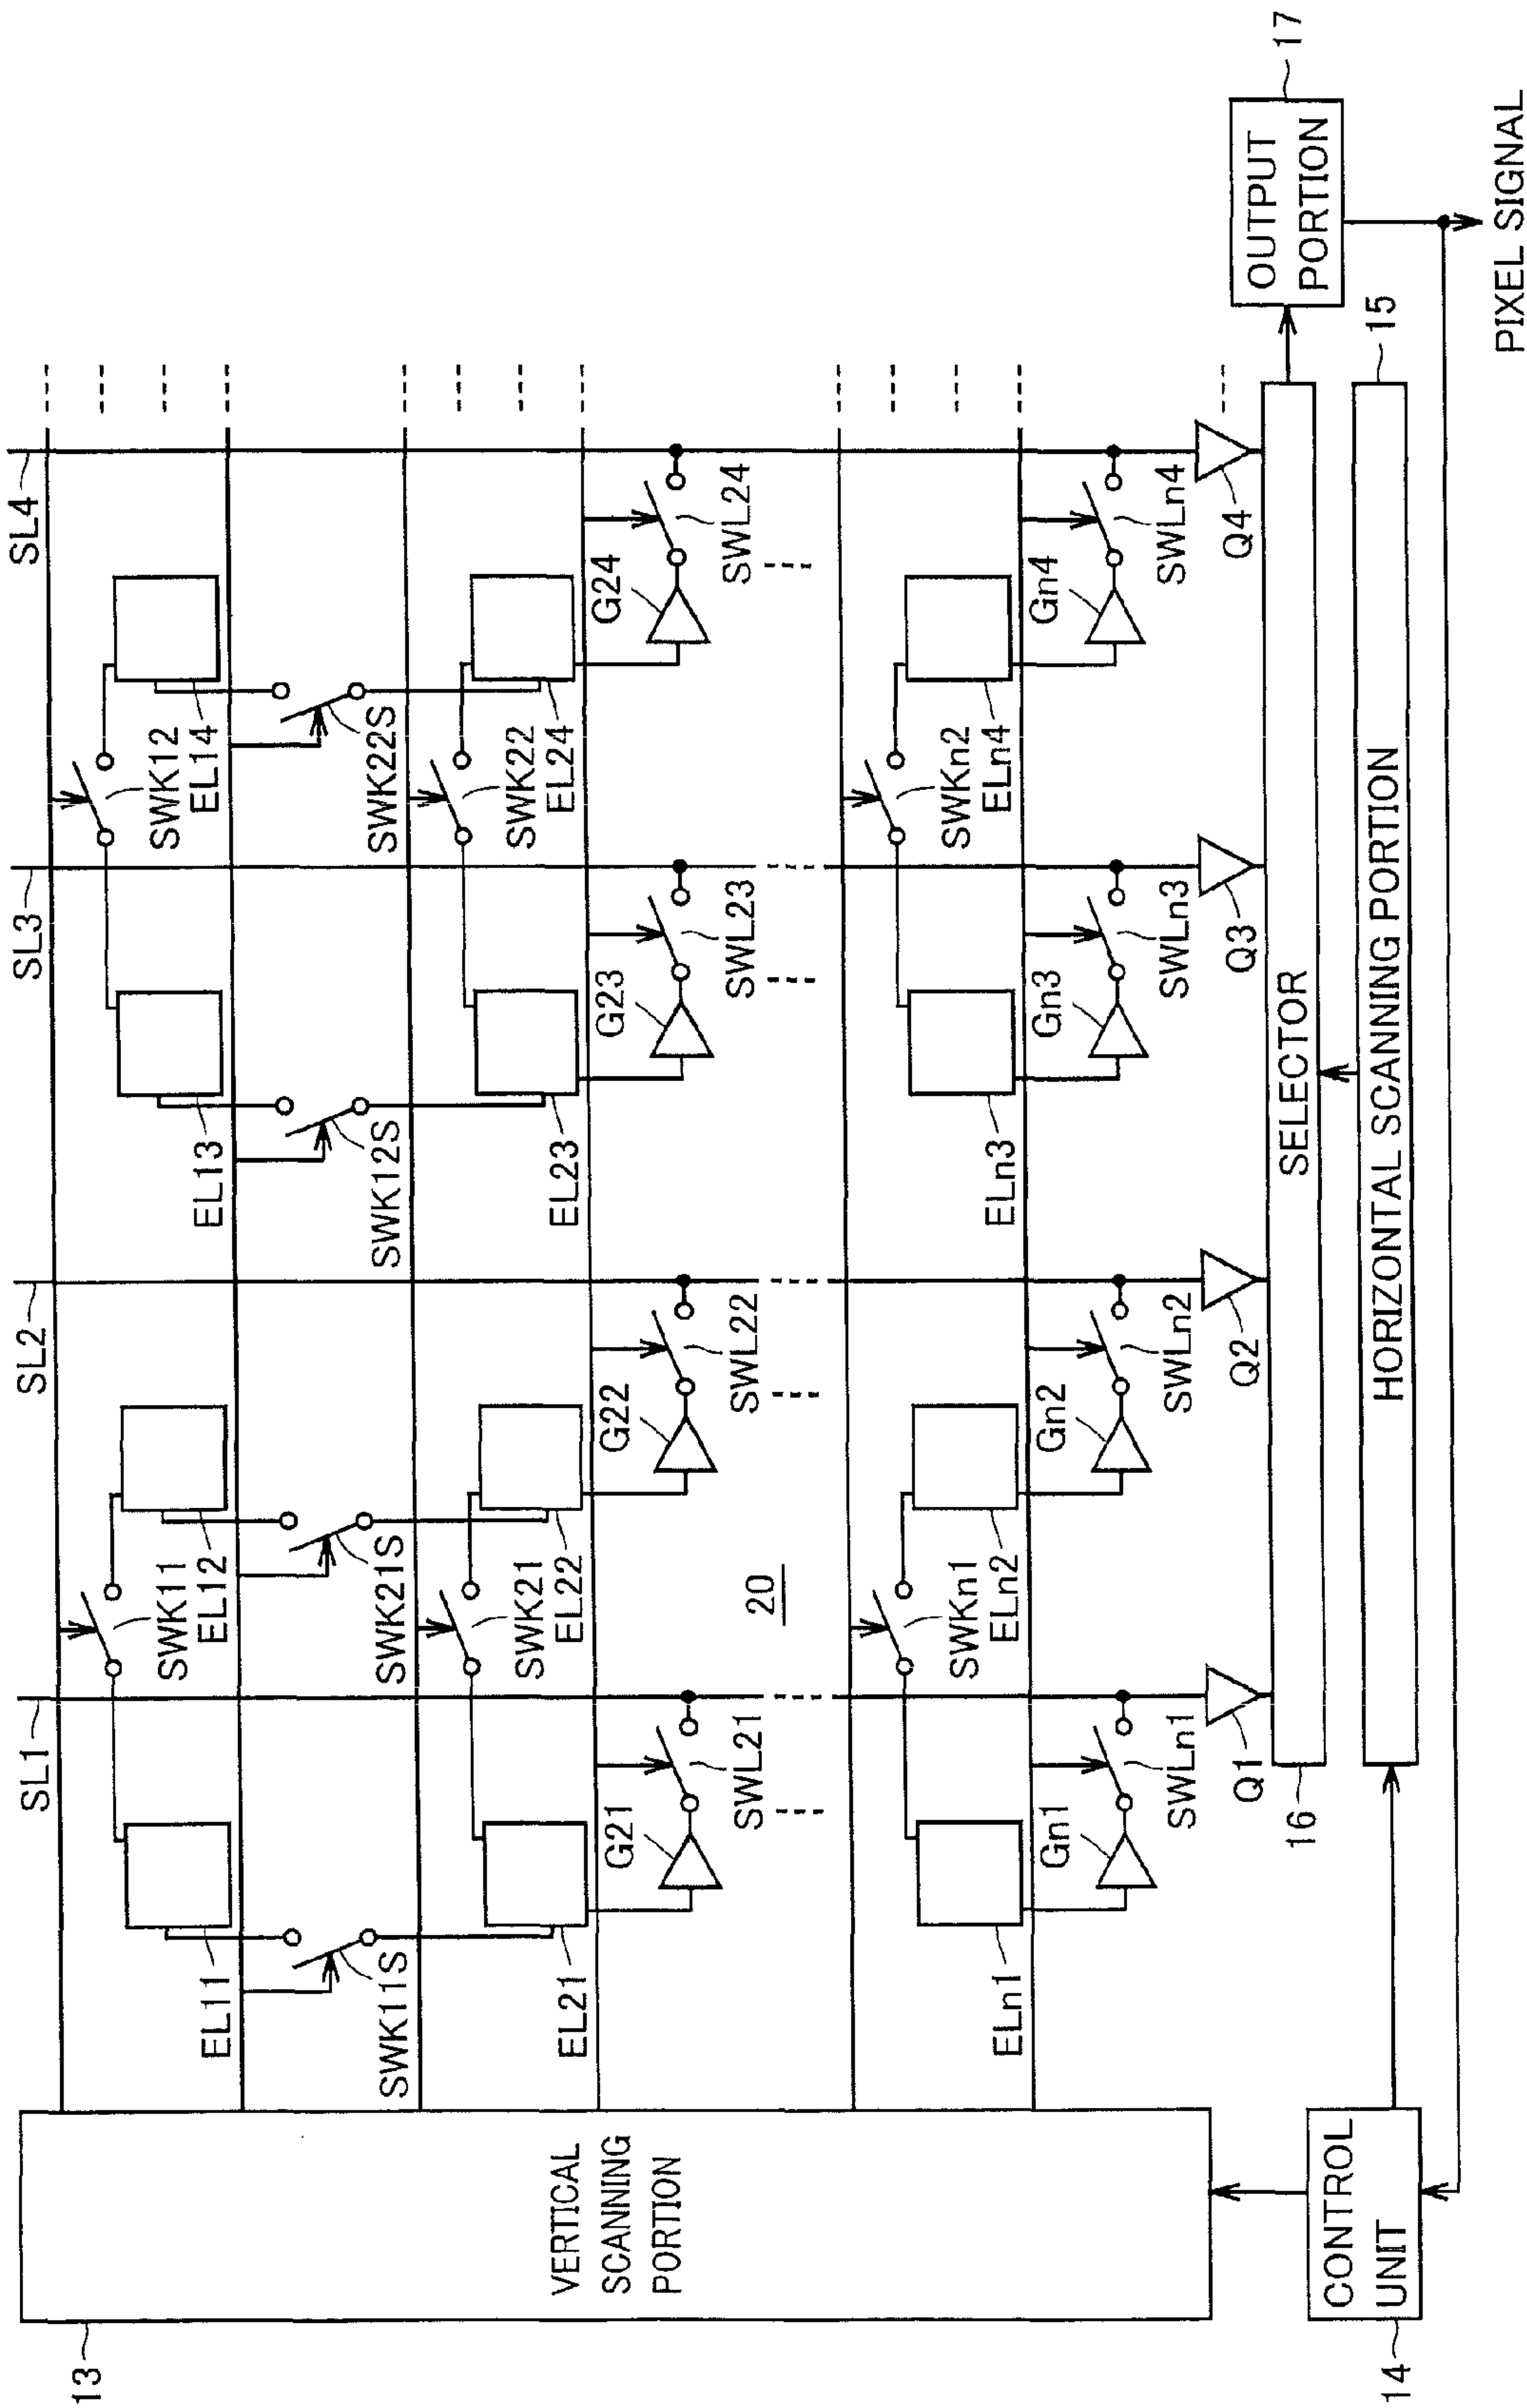 SL1
SL2
SL3
SL4
SWK11
EL12
SWK12
EL14
EL11
EL13
SWK11S
SWK21S
SWK12S
SWK22S
SWK21
EL22
SWK22
EL24
EL21
EL23
G21
G22
G23
G24
SWL21
SWL22
SWL23
SWL24
20
SWKn1
ELn2
SWKn2
ELn4
ELn1
ELn3
Gn1
Gn2
Gn3
Gn4
SWLn1
SWLn2
SWLn3
SWLn4
Q1
Q2
Q3
Q4
VERTICAL
SCANNING
PORTION
13
SELECTOR
16
HORIZONTAL SCANNING PORTION
15
OUTPUT
PORTION
17
CONTROL
UNIT
14
PIXEL SIGNAL